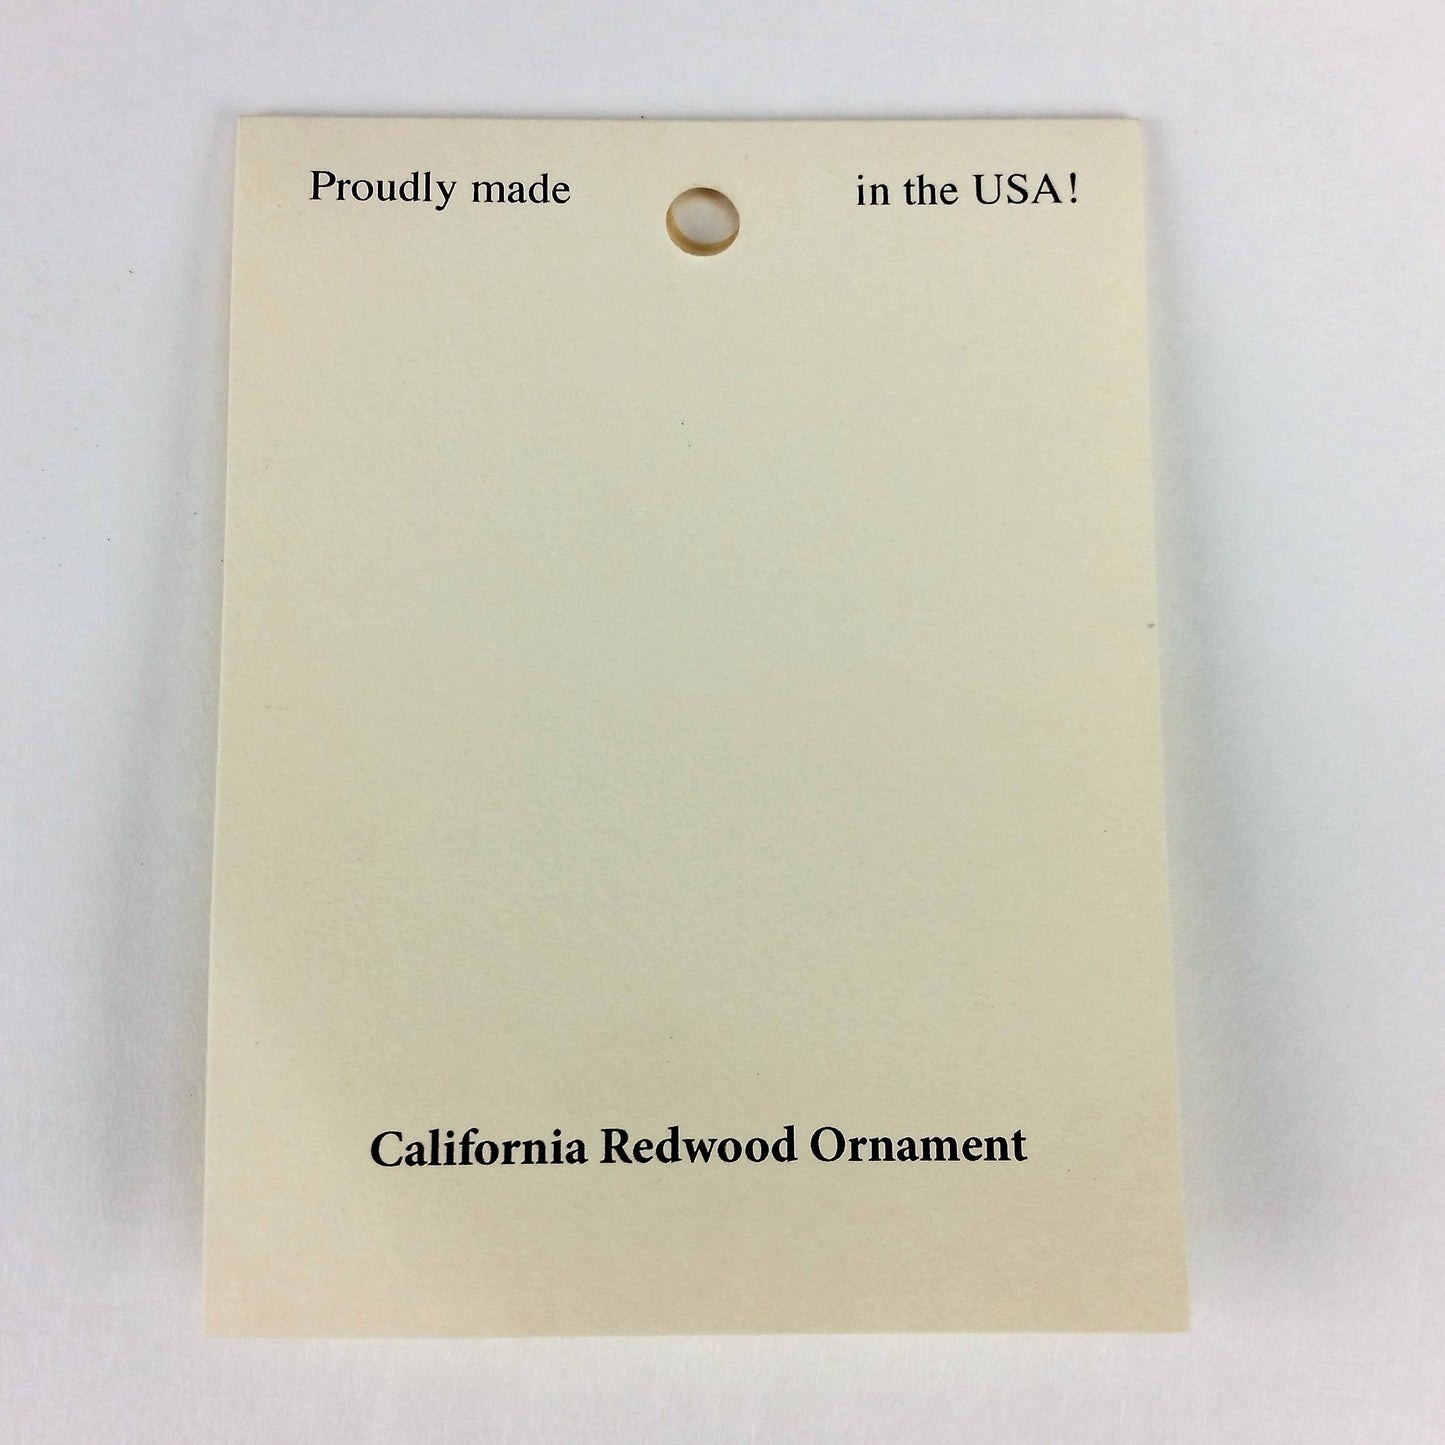 Proudly made in the USA!
California Redwood Ornament